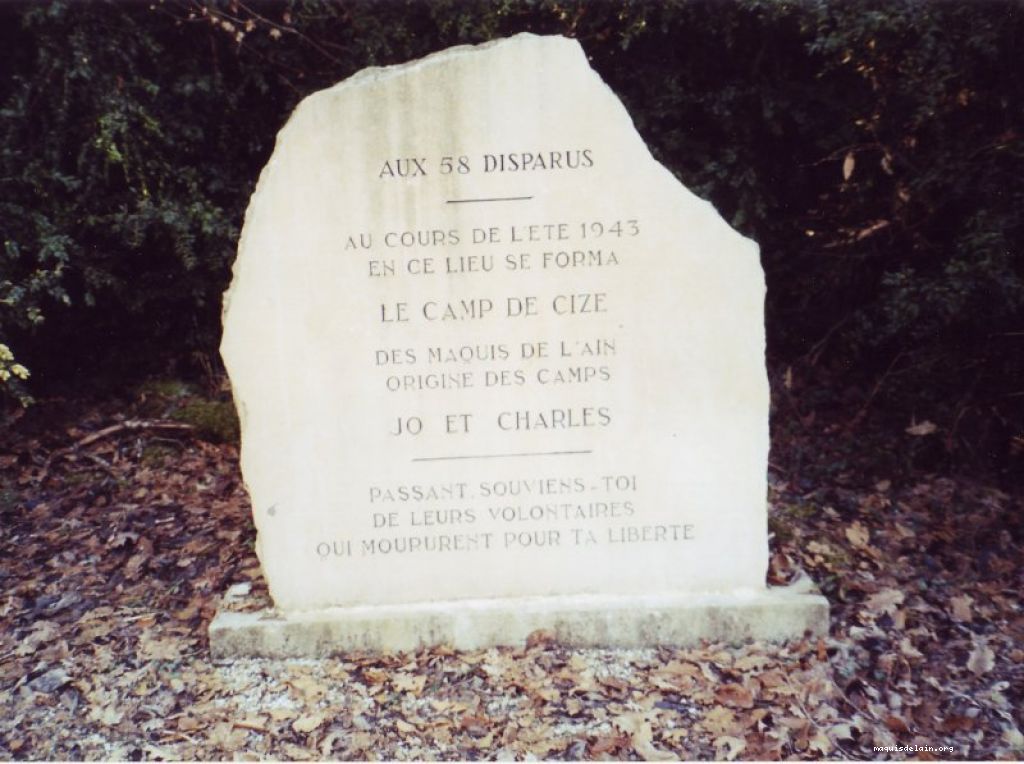 AUX 58 DISPARUS
AU COURS DE L'ETE 1943
EN CE LIEU SE FORMA
LE CAMP DE CIZE
DES MAQUIS DE L'AIN
ORIGINE DES CAMPS
JO ET CHARLES
PASSANT, SOUVIENS-TOI
DE LEURS VOLONTAIRES
QUI MOURURENT POUR TA LIBERTE
maquisdelain.org